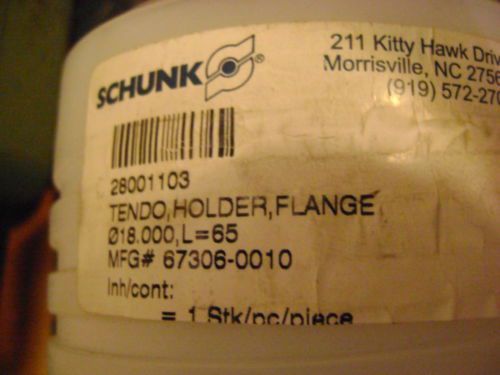 SCHUNK ®
211 Kitty Hawk
Morrisville, NC
(919)
28001103
TENDO,HOLDER,FLANGE
Ø18.000,L=65
MFG# 67306-0010
Inh/cont:
= 1 Stk/pc/piece